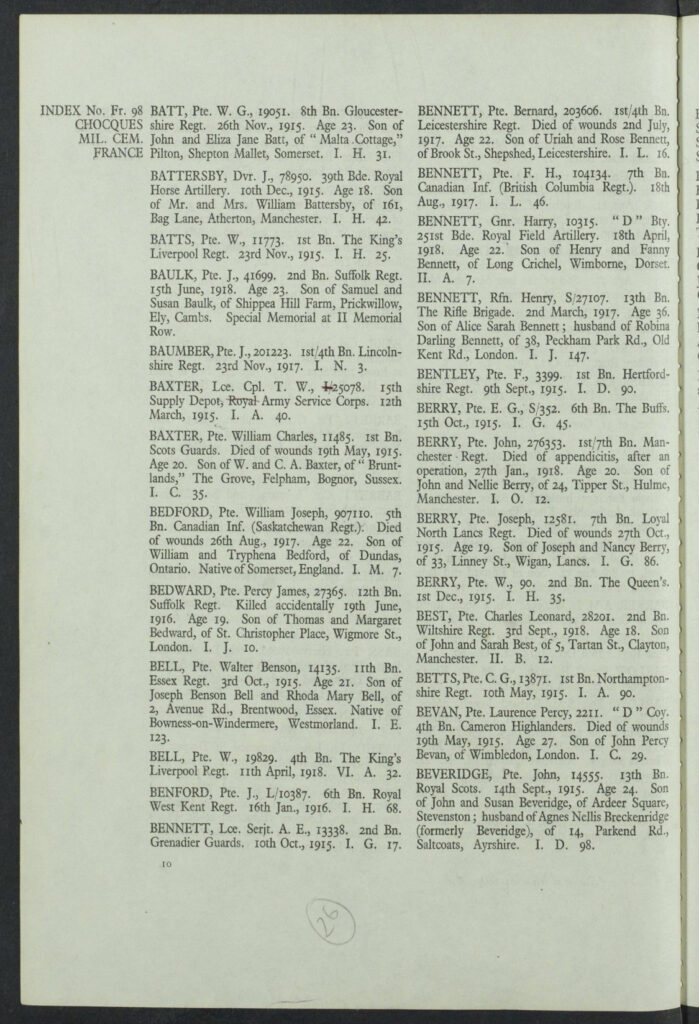 INDEX No. Fr. 98
CHOCQUES
MIL. CEM.
FRANCE
BATT, Pte. W. G., 19051. 8th Bn. Gloucester-
shire Regt. 26th Nov., 1915. Age 23. Son of
John and Eliza Jane Batt, of " Malta Cottage,"
Pilton, Shepton Mallet, Somerset. I. H. 31.
BATTERSBY, Dvr. J., 78950. 39th Bde. Royal
Horse Artillery. 10th Dec., 1915. Age 18. Son
of Mr. and Mrs. William Battersby, of 161,
Bag Lane, Atherton, Manchester. I. H. 42.
BATTS, Pte. W., 11773. 1st Bn. The King's
Liverpool Regt. 23rd Nov., 1915. I. H. 25.
BAULK, Pte. J., 41699. 2nd Bn. Suffolk Regt.
15th June, 1918. Age 23. Son of Samuel and
Susan Baulk, of Shippea Hill Farm, Prickwillow,
Ely, Cambs. Special Memorial at II Memorial
Row.
BAUMBER, Pte. J., 201223. 1st/4th Bn. Lincoln-
shire Regt. 23rd Nov., 1917. I. N. 3.
BAXTER, Lce. Cpl. T. W., 25078. 15th
Supply Depot, Royal Army Service Corps. 12th
March, 1915. I. A. 40.
BAXTER, Pte. William Charles, 11485. 1st Bn.
Scots Guards. Died of wounds 19th May, 1915.
Age 20. Son of W. and C. A. Baxter, of " Brunt-
lands," The Grove, Felpham, Bognor, Sussex.
I. C. 35.
BEDFORD, Pte. William Joseph, 907110. 5th
Bn. Canadian Inf. (Saskatchewan Regt.). Died
of wounds 26th Aug., 1917. Age 22. Son of
William and Tryphena Bedford, of Dundas,
Ontario. Native of Somerset, England. I. M. 7.
BEDWARD, Pte. Percy James, 27365. 12th Bn.
Suffolk Regt. Killed accidentally 19th June,
1916. Age 19. Son of Thomas and Margaret
Bedward, of St. Christopher Place, Wigmore St.,
London. I. J. 10.
BELL, Pte. Walter Benson, 14135. 11th Bn.
Essex Regt. 3rd Oct., 1915. Age 21. Son of
Joseph Benson Bell and Rhoda Mary Bell, of
2, Avenue Rd., Brentwood, Essex. Native of
Bowness-on-Windermere, Westmorland. I. E.
123.
BELL, Pte. W., 19829. 4th Bn. The King's
Liverpool Regt. 11th April, 1918. VI. A. 32.
BENFORD, Pte. J., L/10387. 6th Bn. Royal
West Kent Regt. 16th Jan., 1916. I. H. 68.
BENNETT, Lce. Serjt. A. E., 13338. 2nd Bn.
Grenadier Guards. 10th Oct., 1915. I. G. 17.
10
BENNETT, Pte. Bernard, 203606. 1st/4th Bn.
Leicestershire Regt. Died of wounds 2nd July,
1917. Age 22. Son of Uriah and Rose Bennett,
of Brook St., Shepshed, Leicestershire. I. L. 16.
BENNETT, Pte. F. H., 104134. 7th Bn.
Canadian Inf. (British Columbia Regt.). 18th
Aug., 1917. I. L. 46.
BENNETT, Gnr. Harry, 10315. " D " Bty.
251st Bde. Royal Field Artillery. 18th April,
1918. Age 22. Son of Henry and Fanny
Bennett, of Long Crichel, Wimborne, Dorset.
II. A. 7.
BENNETT, Rfn. Henry, S/27107. 13th Bn.
The Rifle Brigade. 2nd March, 1917. Age 36.
Son of Alice Sarah Bennett ; husband of Robina
Darling Bennett, of 38, Peckham Park Rd., Old
Kent Rd., London. I. J. 147.
BENTLEY, Pte. F., 3399. 1st Bn. Hertford-
shire Regt. 9th Sept., 1915. I. D. 90.
BERRY, Pte. E. G., S/352. 6th Bn. The Buffs.
15th Oct., 1915. I. G. 45.
BERRY, Pte. John, 276353. 1st/7th Bn. Man-
chester Regt. Died of appendicitis, after an
operation, 27th Jan., 1918. Age 20. Son of
John and Nellie Berry, of 24, Tipper St., Hulme,
Manchester. I. O. 12.
BERRY, Pte. Joseph, 12581. 7th Bn. Loyal
North Lancs Regt. Died of wounds 27th Oct.,
1915. Age 19. Son of Joseph and Nancy Berry,
of 33, Linney St., Wigan, Lancs. I. G. 86.
BERRY, Pte. W., 90. 2nd Bn. The Queen's.
1st Dec., 1915. I. H. 35.
BEST, Pte. Charles Leonard, 28201. 2nd Bn.
Wiltshire Regt. 3rd Sept., 1918. Age 18. Son
of John and Sarah Best, of 5, Tartan St., Clayton,
Manchester. II. B. 12.
BETTS, Pte. C. G., 13871. 1st Bn. Northampton-
shire Regt. 10th May, 1915. I. A. 90.
BEVAN, Pte. Laurence Percy, 2211. " D " Coy.
4th Bn. Cameron Highlanders. Died of wounds
19th May, 1915. Age 27. Son of John Percy
Bevan, of Wimbledon, London. I. C. 29.
BEVERIDGE, Pte. John, 14555. 13th Bn.
Royal Scots. 14th Sept., 1915. Age 24. Son
of John and Susan Beveridge, of Ardeer Square,
Stevenston ; husband of Agnes Nellis Breckenridge
(formerly Beveridge), of 14, Parkend Rd.,
Saltcoats, Ayrshire. I. D. 98.
26